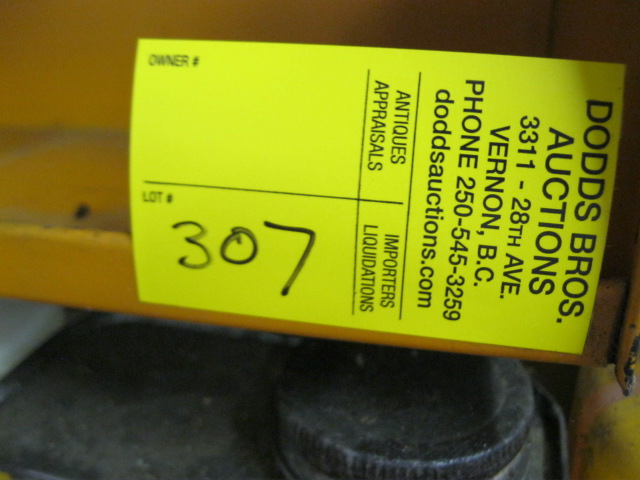 DODDS BROS.
AUCTIONS
3311 - 28TH AVE.
VERNON, B.C.
PHONE 250-545-3259
doddsauctions.com
ANTIQUES
APPRAISALS
IMPORTERS
LIQUIDATIONS
OWNER #
LOT #
307